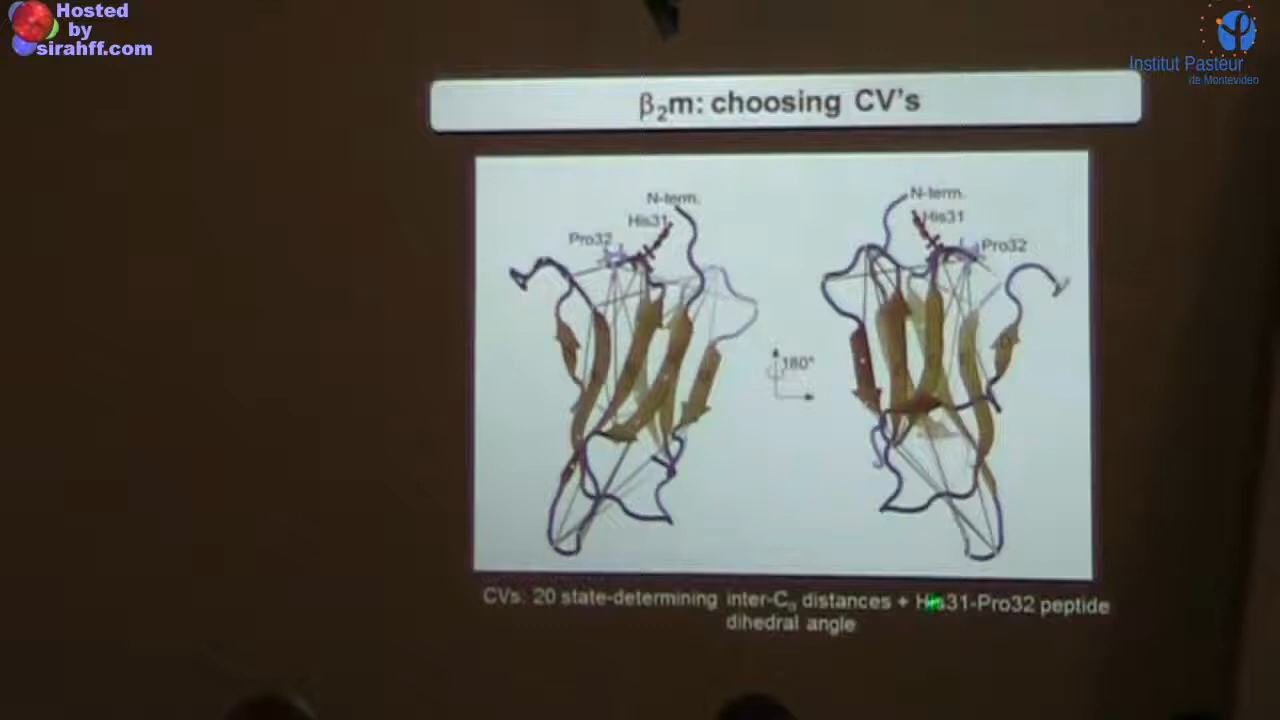 Hosted
by
sirahff.com
Institut Pasteur
de Montevideo
β₂m: choosing CV's
N-term.
His31
Pro32
N-term.
His31
Pro32
180°
CVs: 20 state-determining inter-Cα distances + His31-Pro32 peptide
dihedral angle